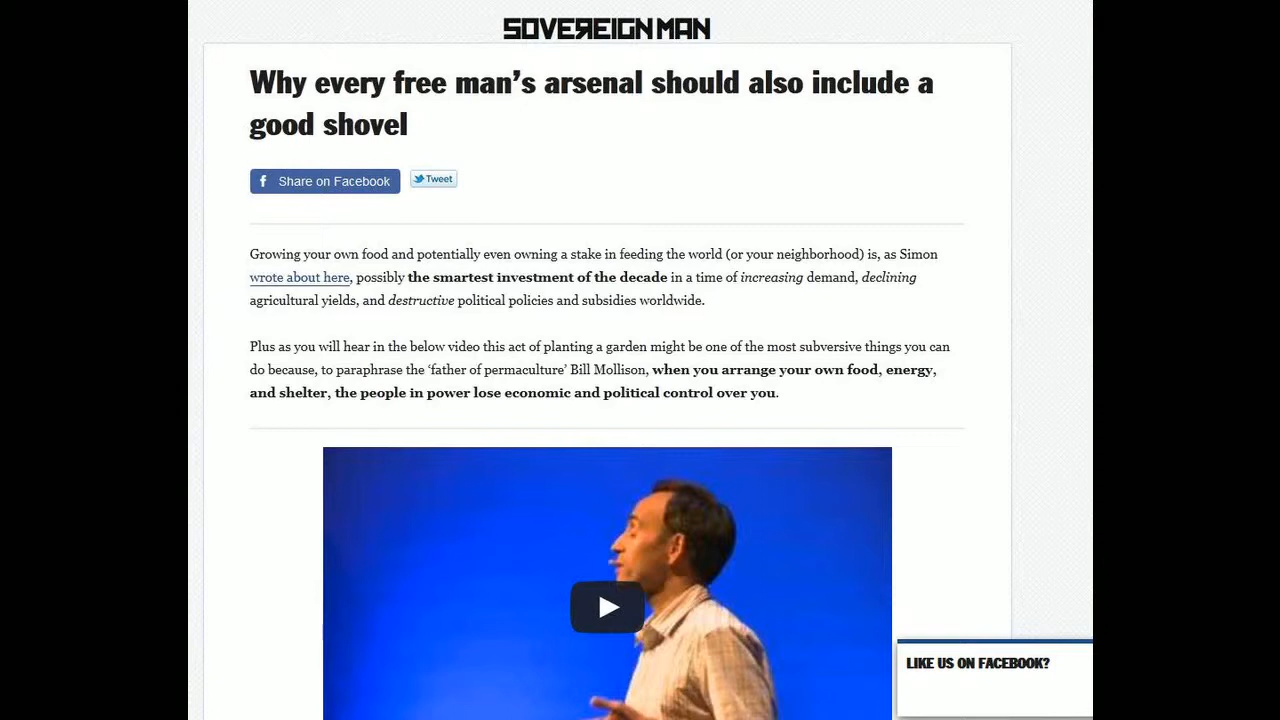 SOVEREIGN MAN
Why every free man’s arsenal should also include a
good shovel
f Share on Facebook
Tweet
Growing your own food and potentially even owning a stake in feeding the world (or your neighborhood) is, as Simon
wrote about here, possibly the smartest investment of the decade in a time of increasing demand, declining
agricultural yields, and destructive political policies and subsidies worldwide.
Plus as you will hear in the below video this act of planting a garden might be one of the most subversive things you can
do because, to paraphrase the ‘father of permaculture’ Bill Mollison, when you arrange your own food, energy,
and shelter, the people in power lose economic and political control over you.
LIKE US ON FACEBOOK?